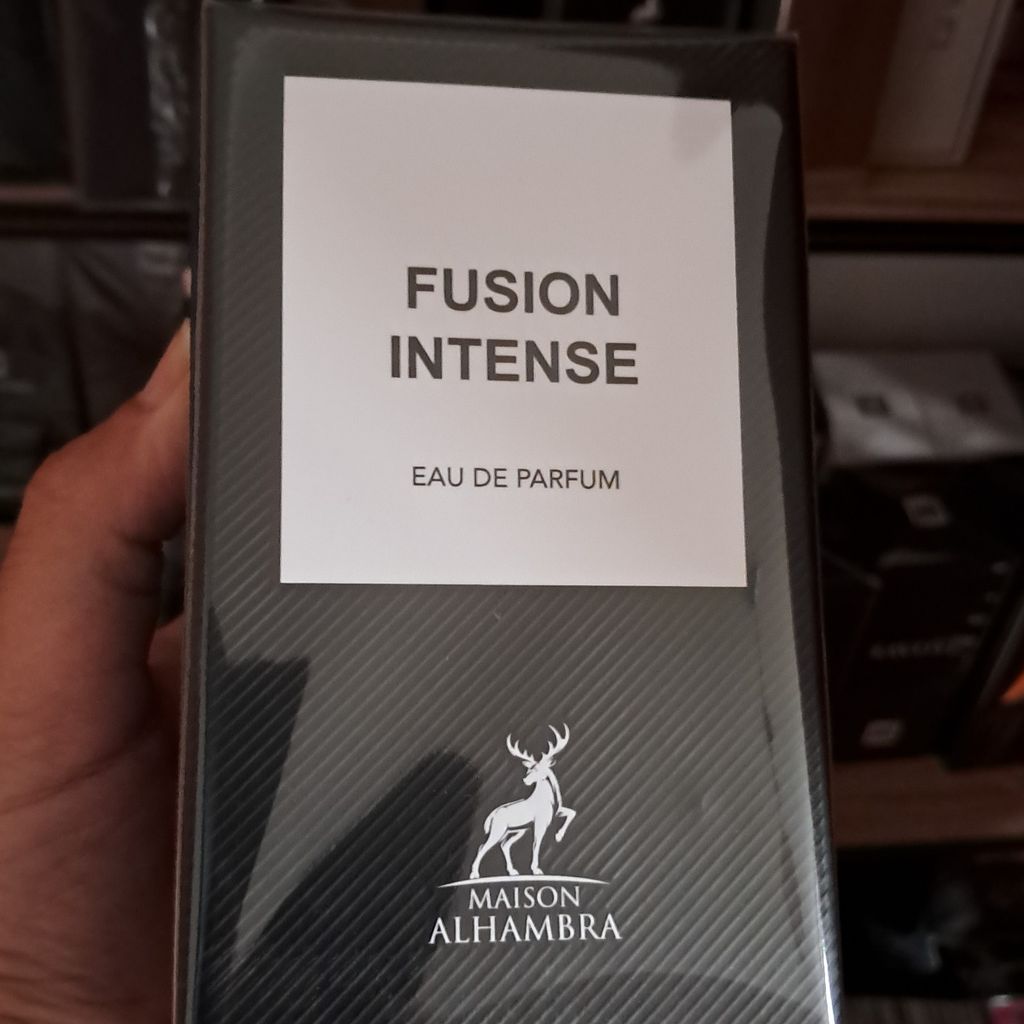 FUSION
INTENSE
EAU DE PARFUM
MAISON
ALHAMBRA